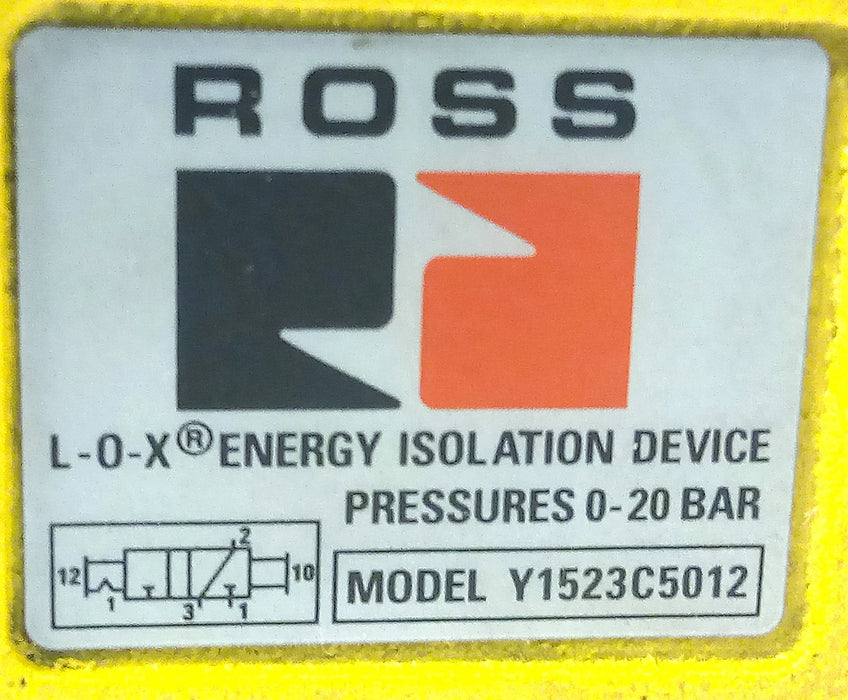 ROSS
L-O-X® ENERGY ISOLATION DEVICE
PRESSURES 0-20 BAR
2
12
10
1
3
1
MODEL Y1523C5012